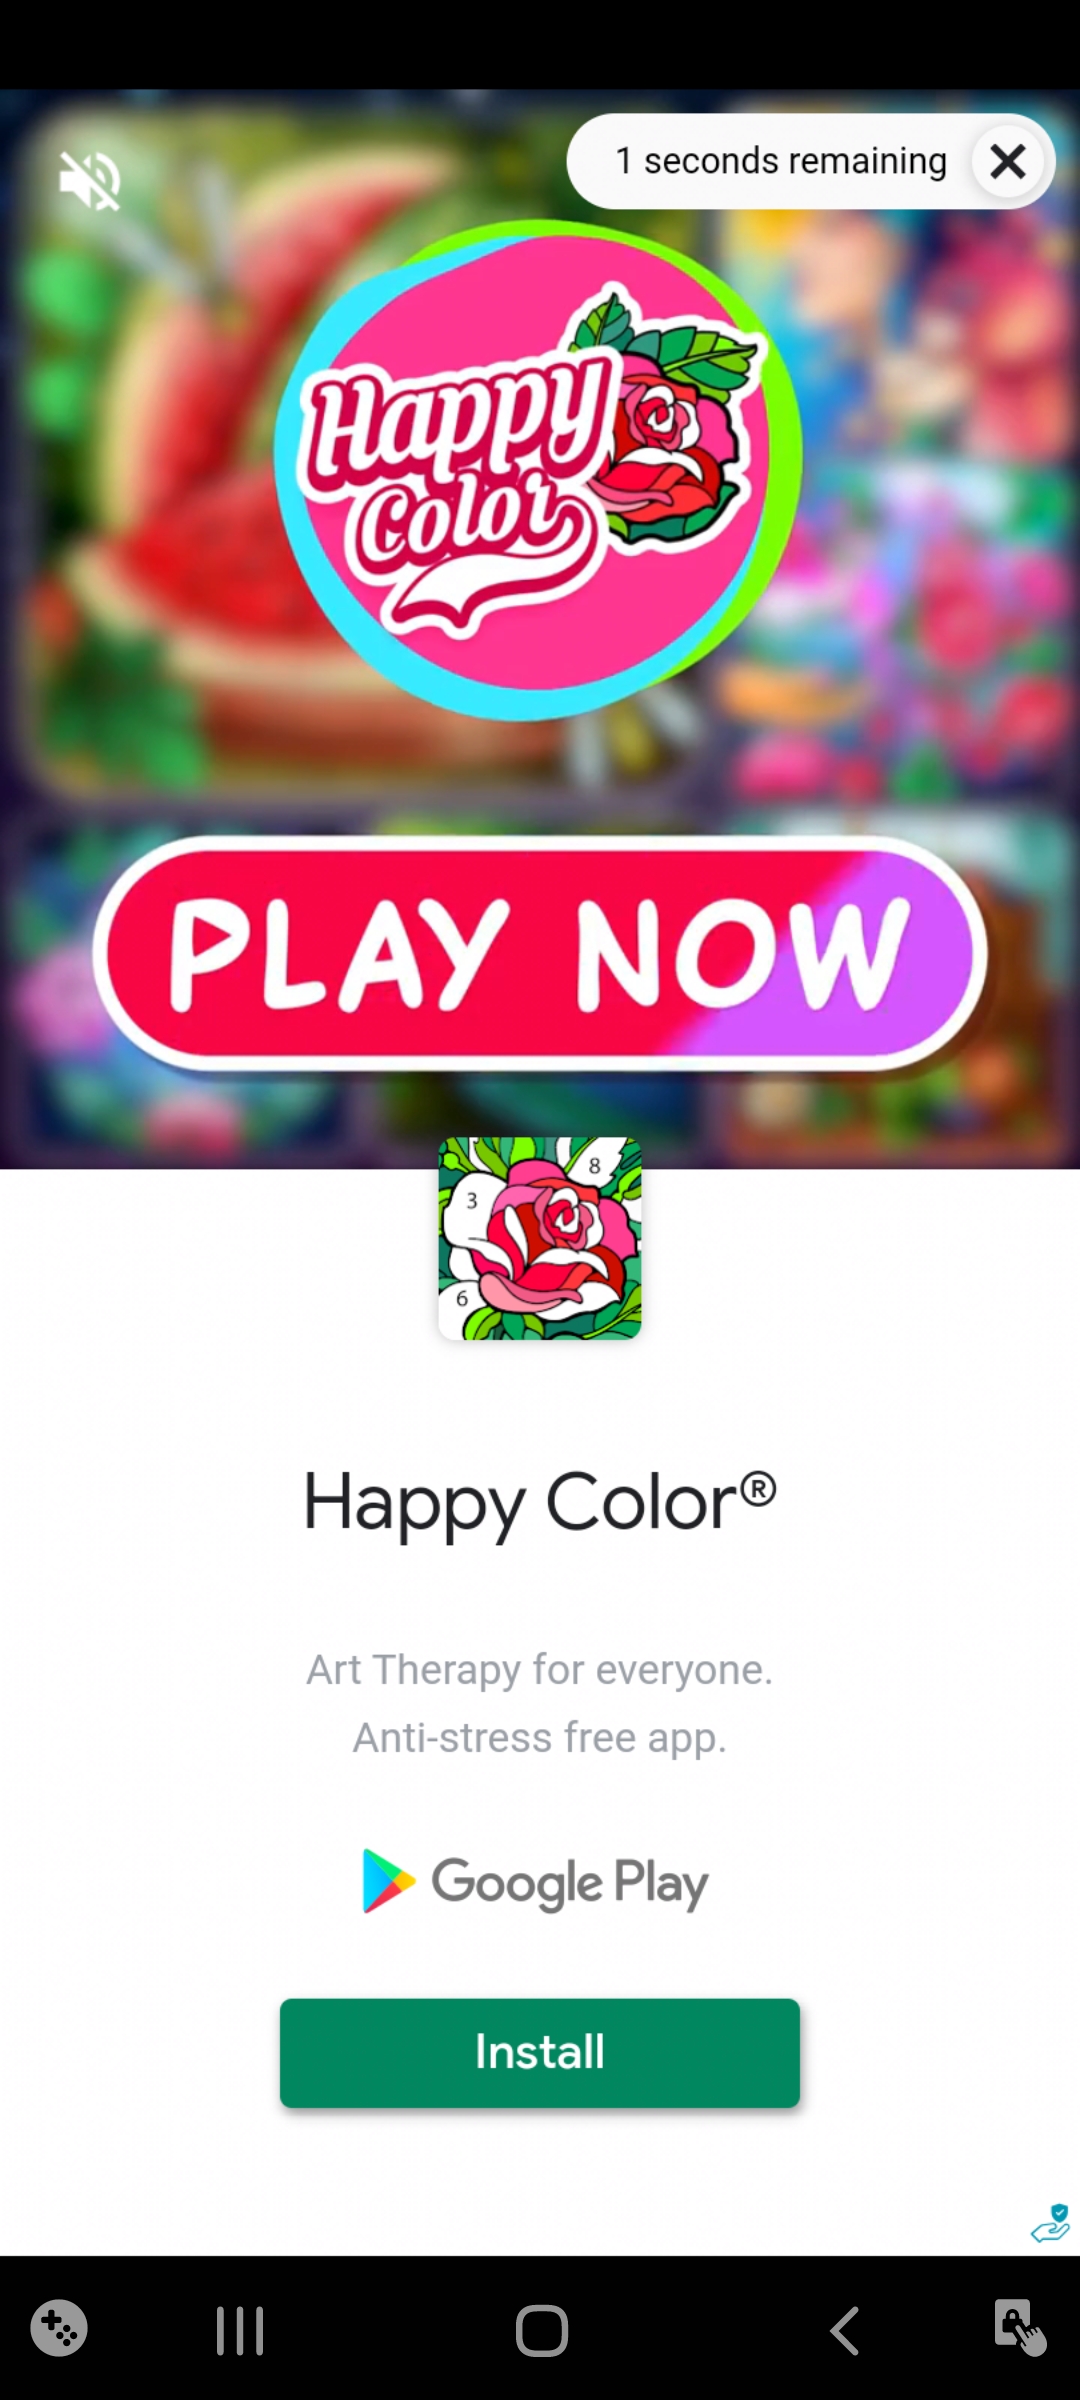 1 seconds remaining
Happy
Color
PLAY NOW
8
3
6
Happy Color®
Art Therapy for everyone.
Anti-stress free app.
Google Play
Install